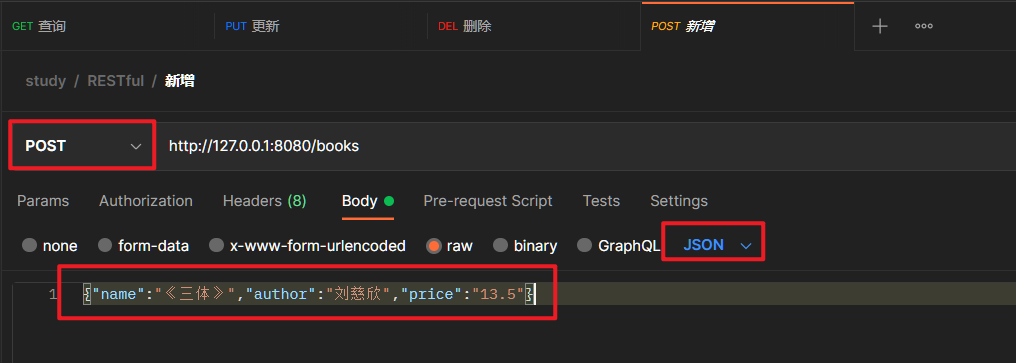 GET 查询 PUT 更新 DEL 删除 POST 新增
study / RESTful / 新增
POST http://127.0.0.1:8080/books
Params Authorization Headers (8) Body Pre-request Script Tests Settings
none form-data x-www-form-urlencoded raw binary GraphQL JSON
1 {"name":"《三体》","author":"刘慈欣","price":"13.5"}